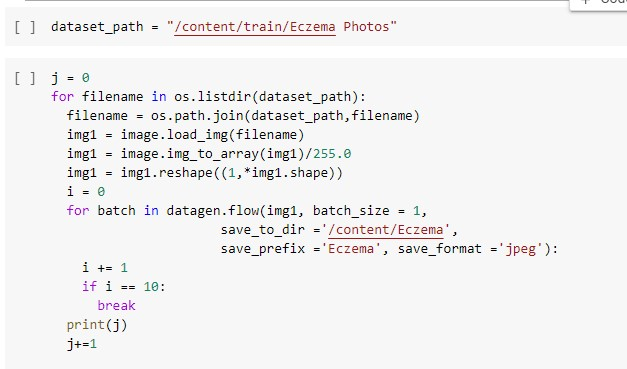 [ ] dataset_path = "/content/train/Eczema Photos"
[ ] j = 0
for filename in os.listdir(dataset_path):
filename = os.path.join(dataset_path,filename)
img1 = image.load_img(filename)
img1 = image.img_to_array(img1)/255.0
img1 = img1.reshape((1,*img1.shape))
i = 0
for batch in datagen.flow(img1, batch_size = 1,
save_to_dir ='/content/Eczema',
save_prefix ='Eczema', save_format ='jpeg'):
i += 1
if i == 10:
break
print(j)
j+=1